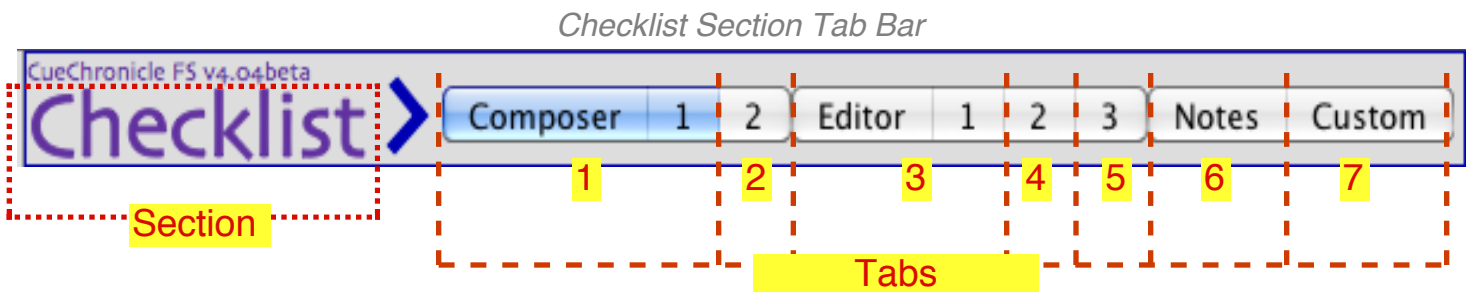 Checklist Section Tab Bar
CueChronicle FS v4.04beta
Checklist Composer 1 2 Editor 1 2 3 Notes Custom
1 2 3 4 5 6 7
Section
Tabs